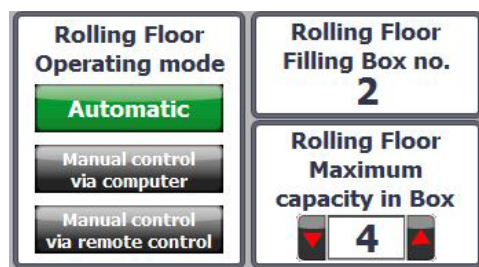 Rolling Floor
Operating mode
Automatic
Manual control
via computer
Manual control
via remote control
Rolling Floor
Filling Box no.
2
Rolling Floor
Maximum
capacity in Box
4